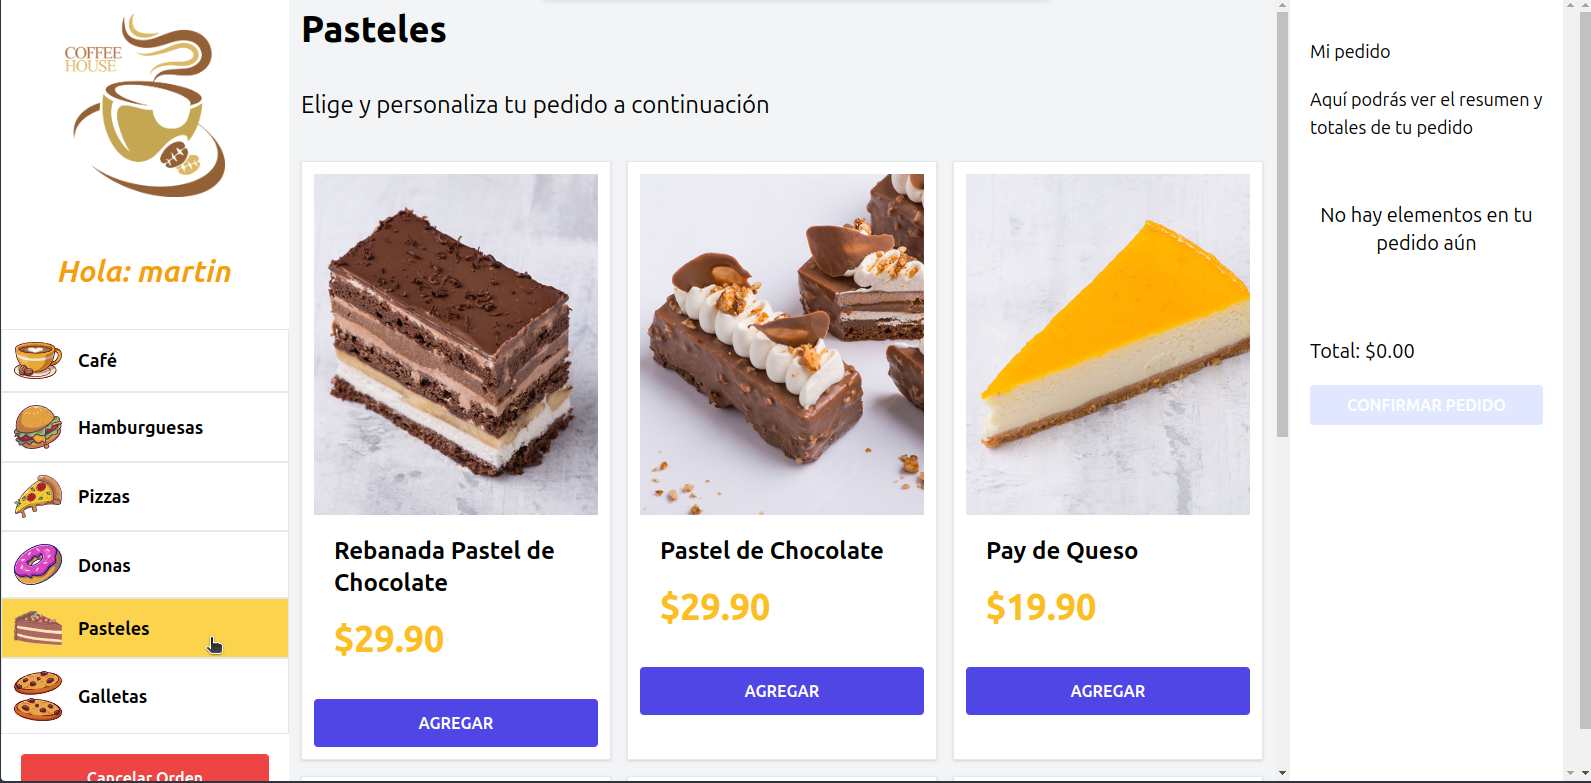 COFFEE
HOUSE
Hola: martin
Café
Hamburguesas
Pizzas
Donas
Pasteles
Galletas
Cancelar Orden
Pasteles
Elige y personaliza tu pedido a continuación
Rebanada Pastel de
Chocolate
$29.90
AGREGAR
Pastel de Chocolate
$29.90
AGREGAR
Pay de Queso
$19.90
AGREGAR
Mi pedido
Aquí podrás ver el resumen y
totales de tu pedido
No hay elementos en tu
pedido aún
Total: $0.00
CONFIRMAR PEDIDO